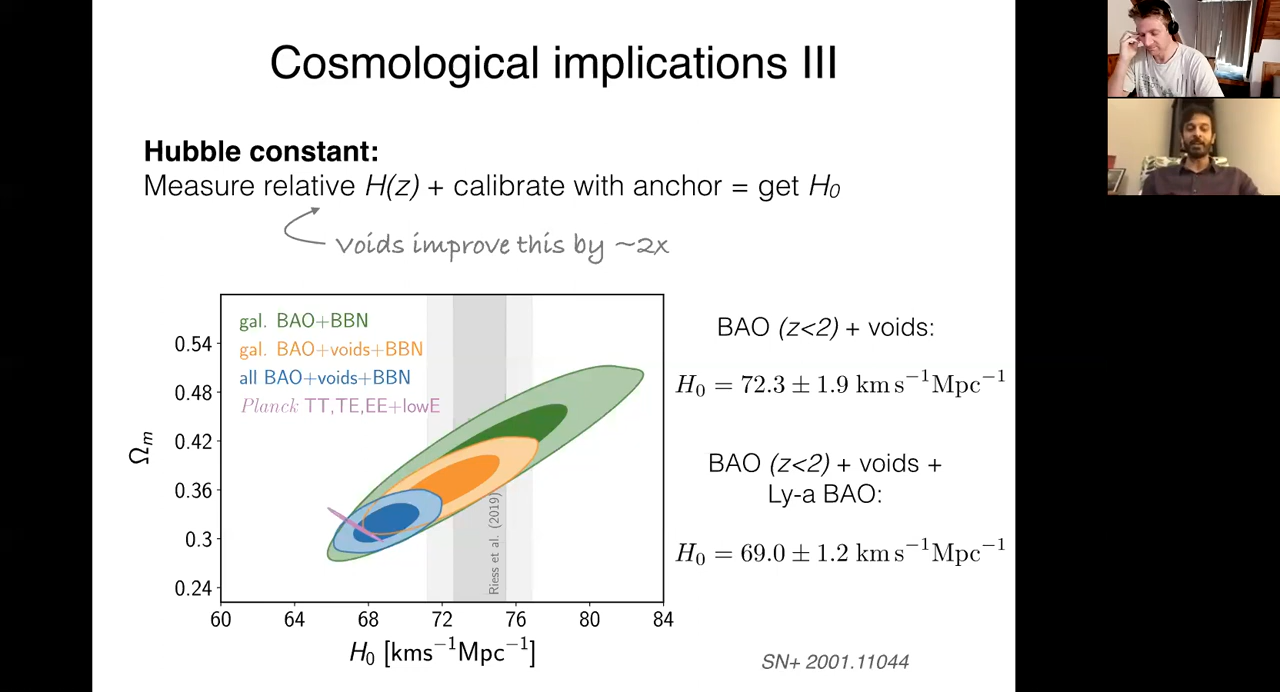 Cosmological implications III
Hubble constant:
Measure relative H(z) + calibrate with anchor = get H₀
voids improve this by ~2x
gal. BAO+BBN
gal. BAO+voids+BBN
all BAO+voids+BBN
Planck TT,TE,EE+lowE
Riess et al. (2019)
0.54
0.48
0.42
0.36
0.3
0.24
Ωₘ
60 64 68 72 76 80 84
H₀ [kms⁻¹Mpc⁻¹]
BAO (z<2) + voids:
H₀ = 72.3 ± 1.9 km s⁻¹Mpc⁻¹
BAO (z<2) + voids +
Ly-a BAO:
H₀ = 69.0 ± 1.2 km s⁻¹Mpc⁻¹
SN+ 2001.11044